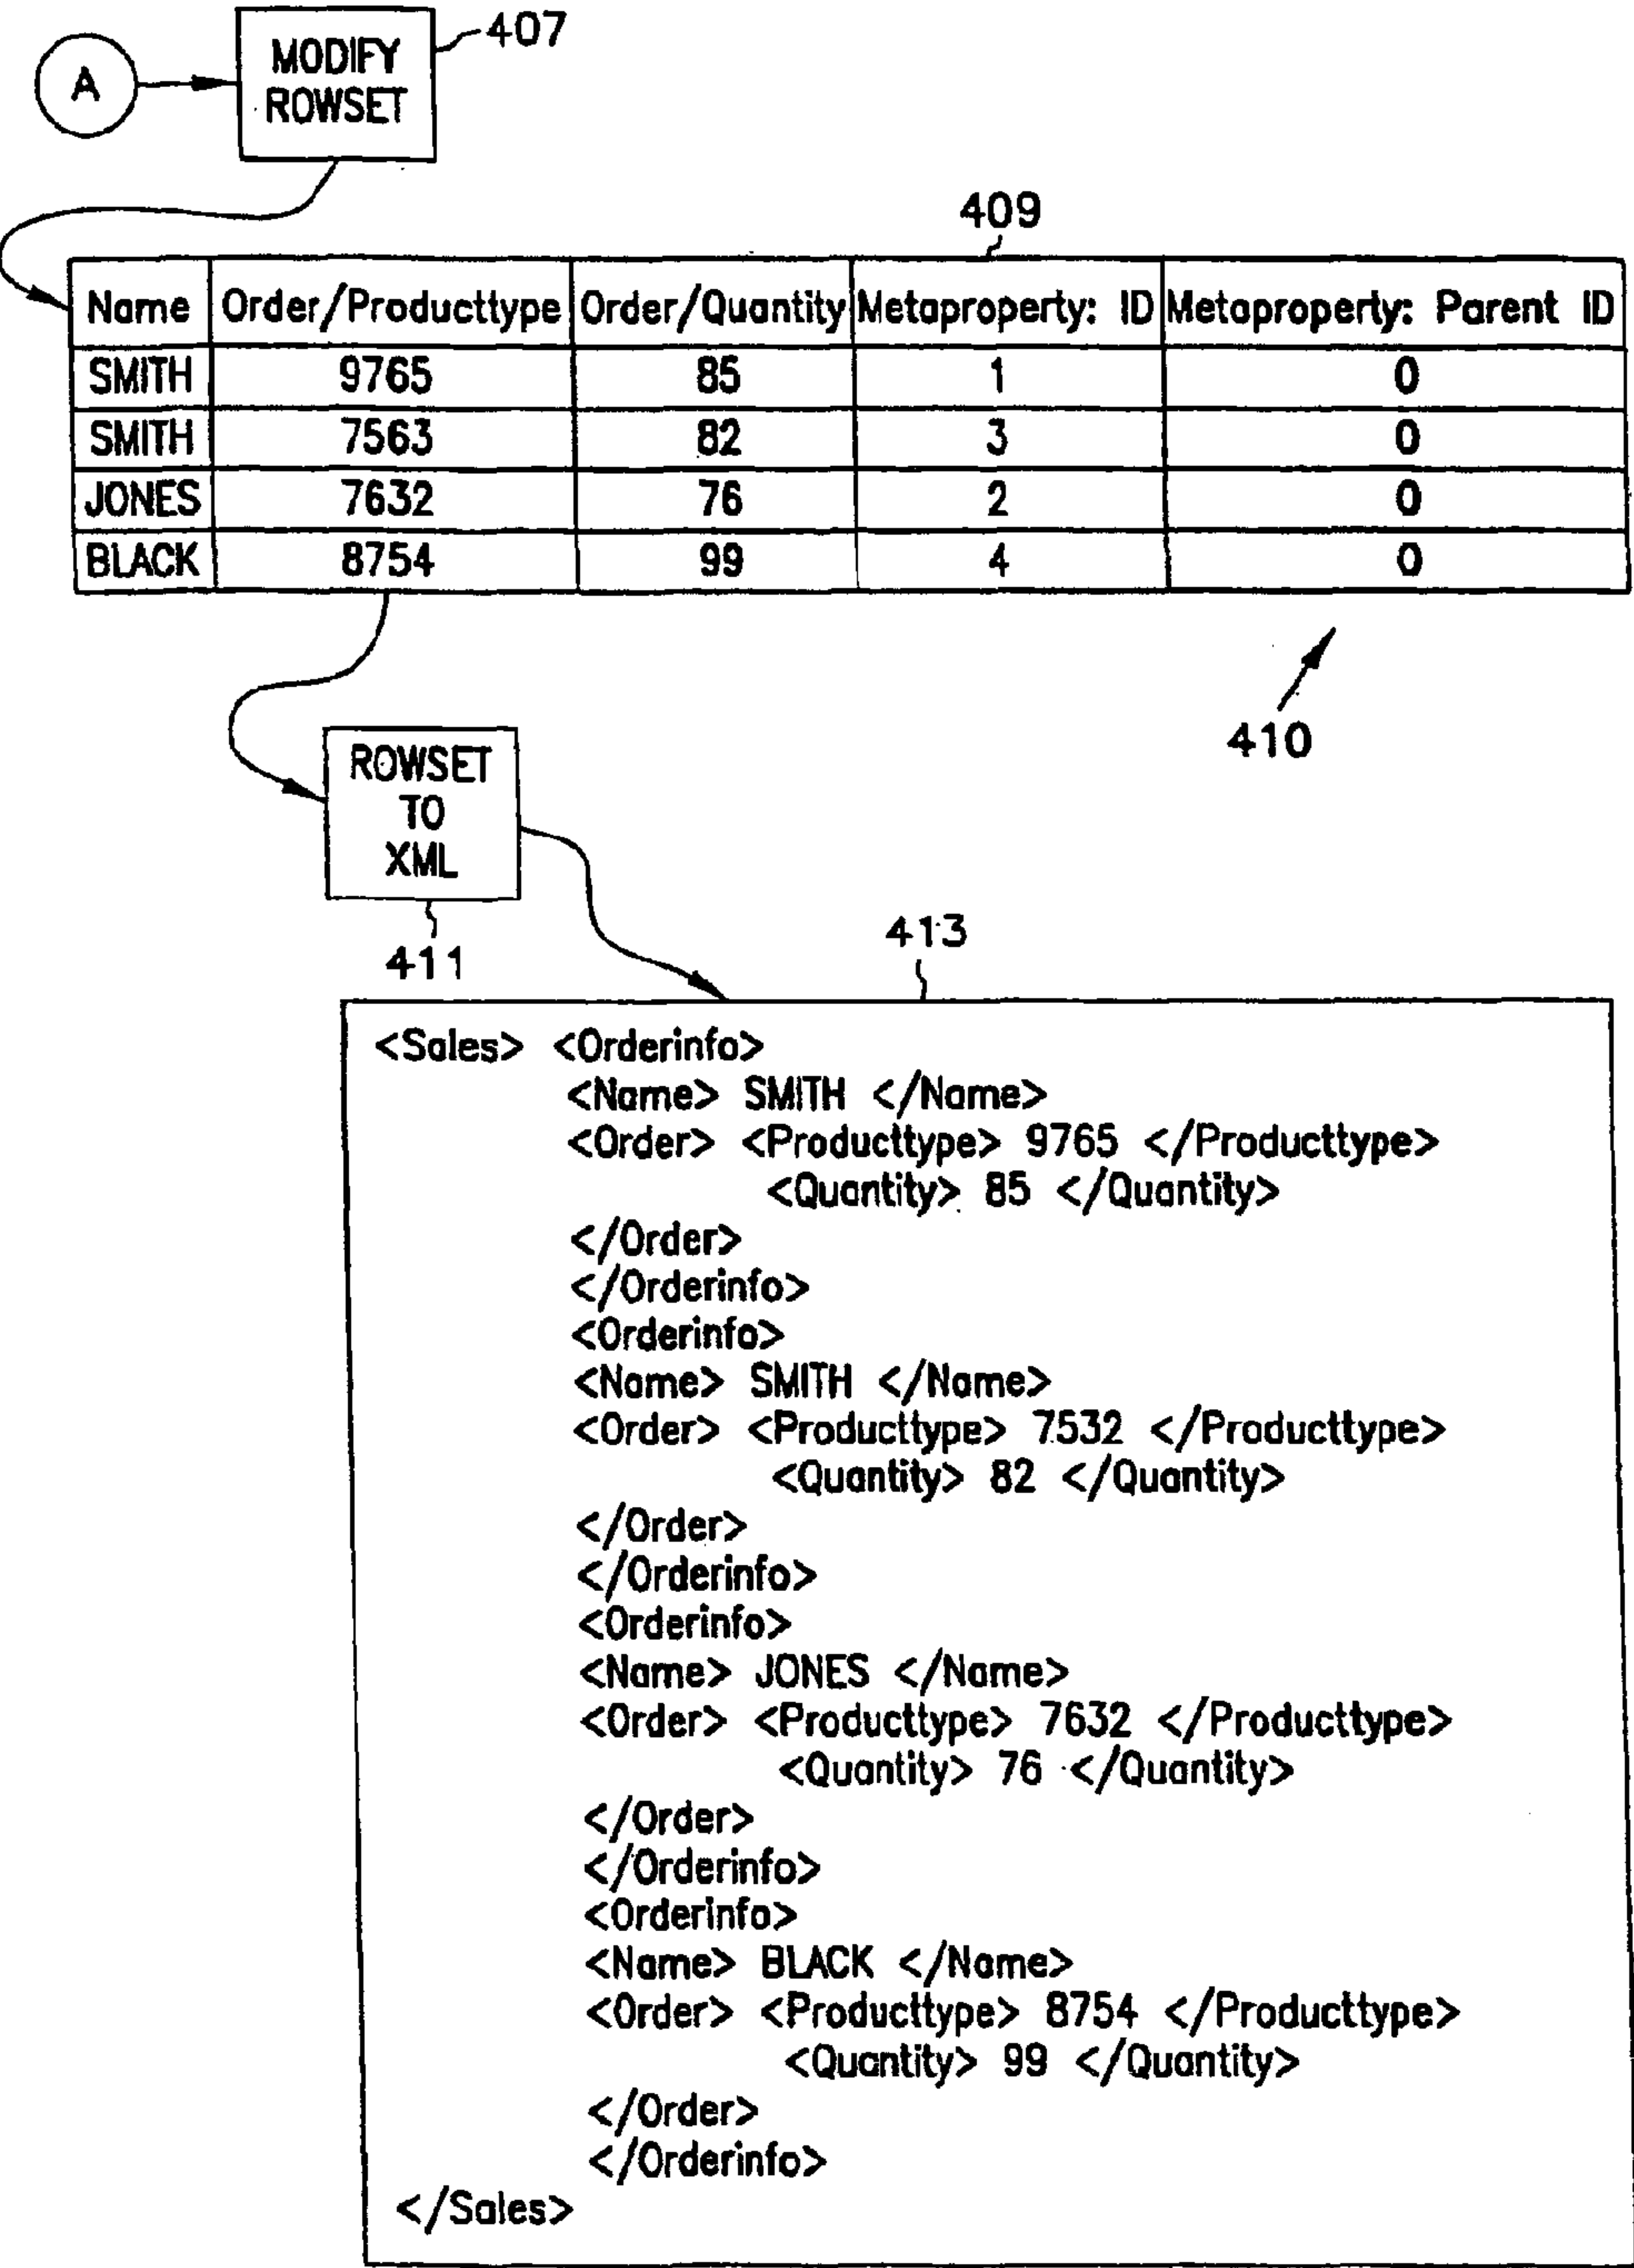 407
MODIFY
ROWSET
A
409
Name Order/Producttype Order/Quantity Metaproperty: ID Metaproperty: Parent ID
SMITH 9765 85 1 0
SMITH 7563 82 3 0
JONES 7632 76 2 0
BLACK 8754 99 4 0
410
ROWSET
TO
XML
411
413
<Sales> <Orderinfo>
<Name> SMITH </Name>
<Order> <Producttype> 9765 </Producttype>
<Quantity> 85 </Quantity>
</Order>
</Orderinfo>
<Orderinfo>
<Name> SMITH </Name>
<Order> <Producttype> 7532 </Producttype>
<Quantity> 82 </Quantity>
</Order>
</Orderinfo>
<Orderinfo>
<Name> JONES </Name>
<Order> <Producttype> 7632 </Producttype>
<Quantity> 76 </Quantity>
</Order>
</Orderinfo>
<Orderinfo>
<Name> BLACK </Name>
<Order> <Producttype> 8754 </Producttype>
<Quantity> 99 </Quantity>
</Order>
</Orderinfo>
</Sales>